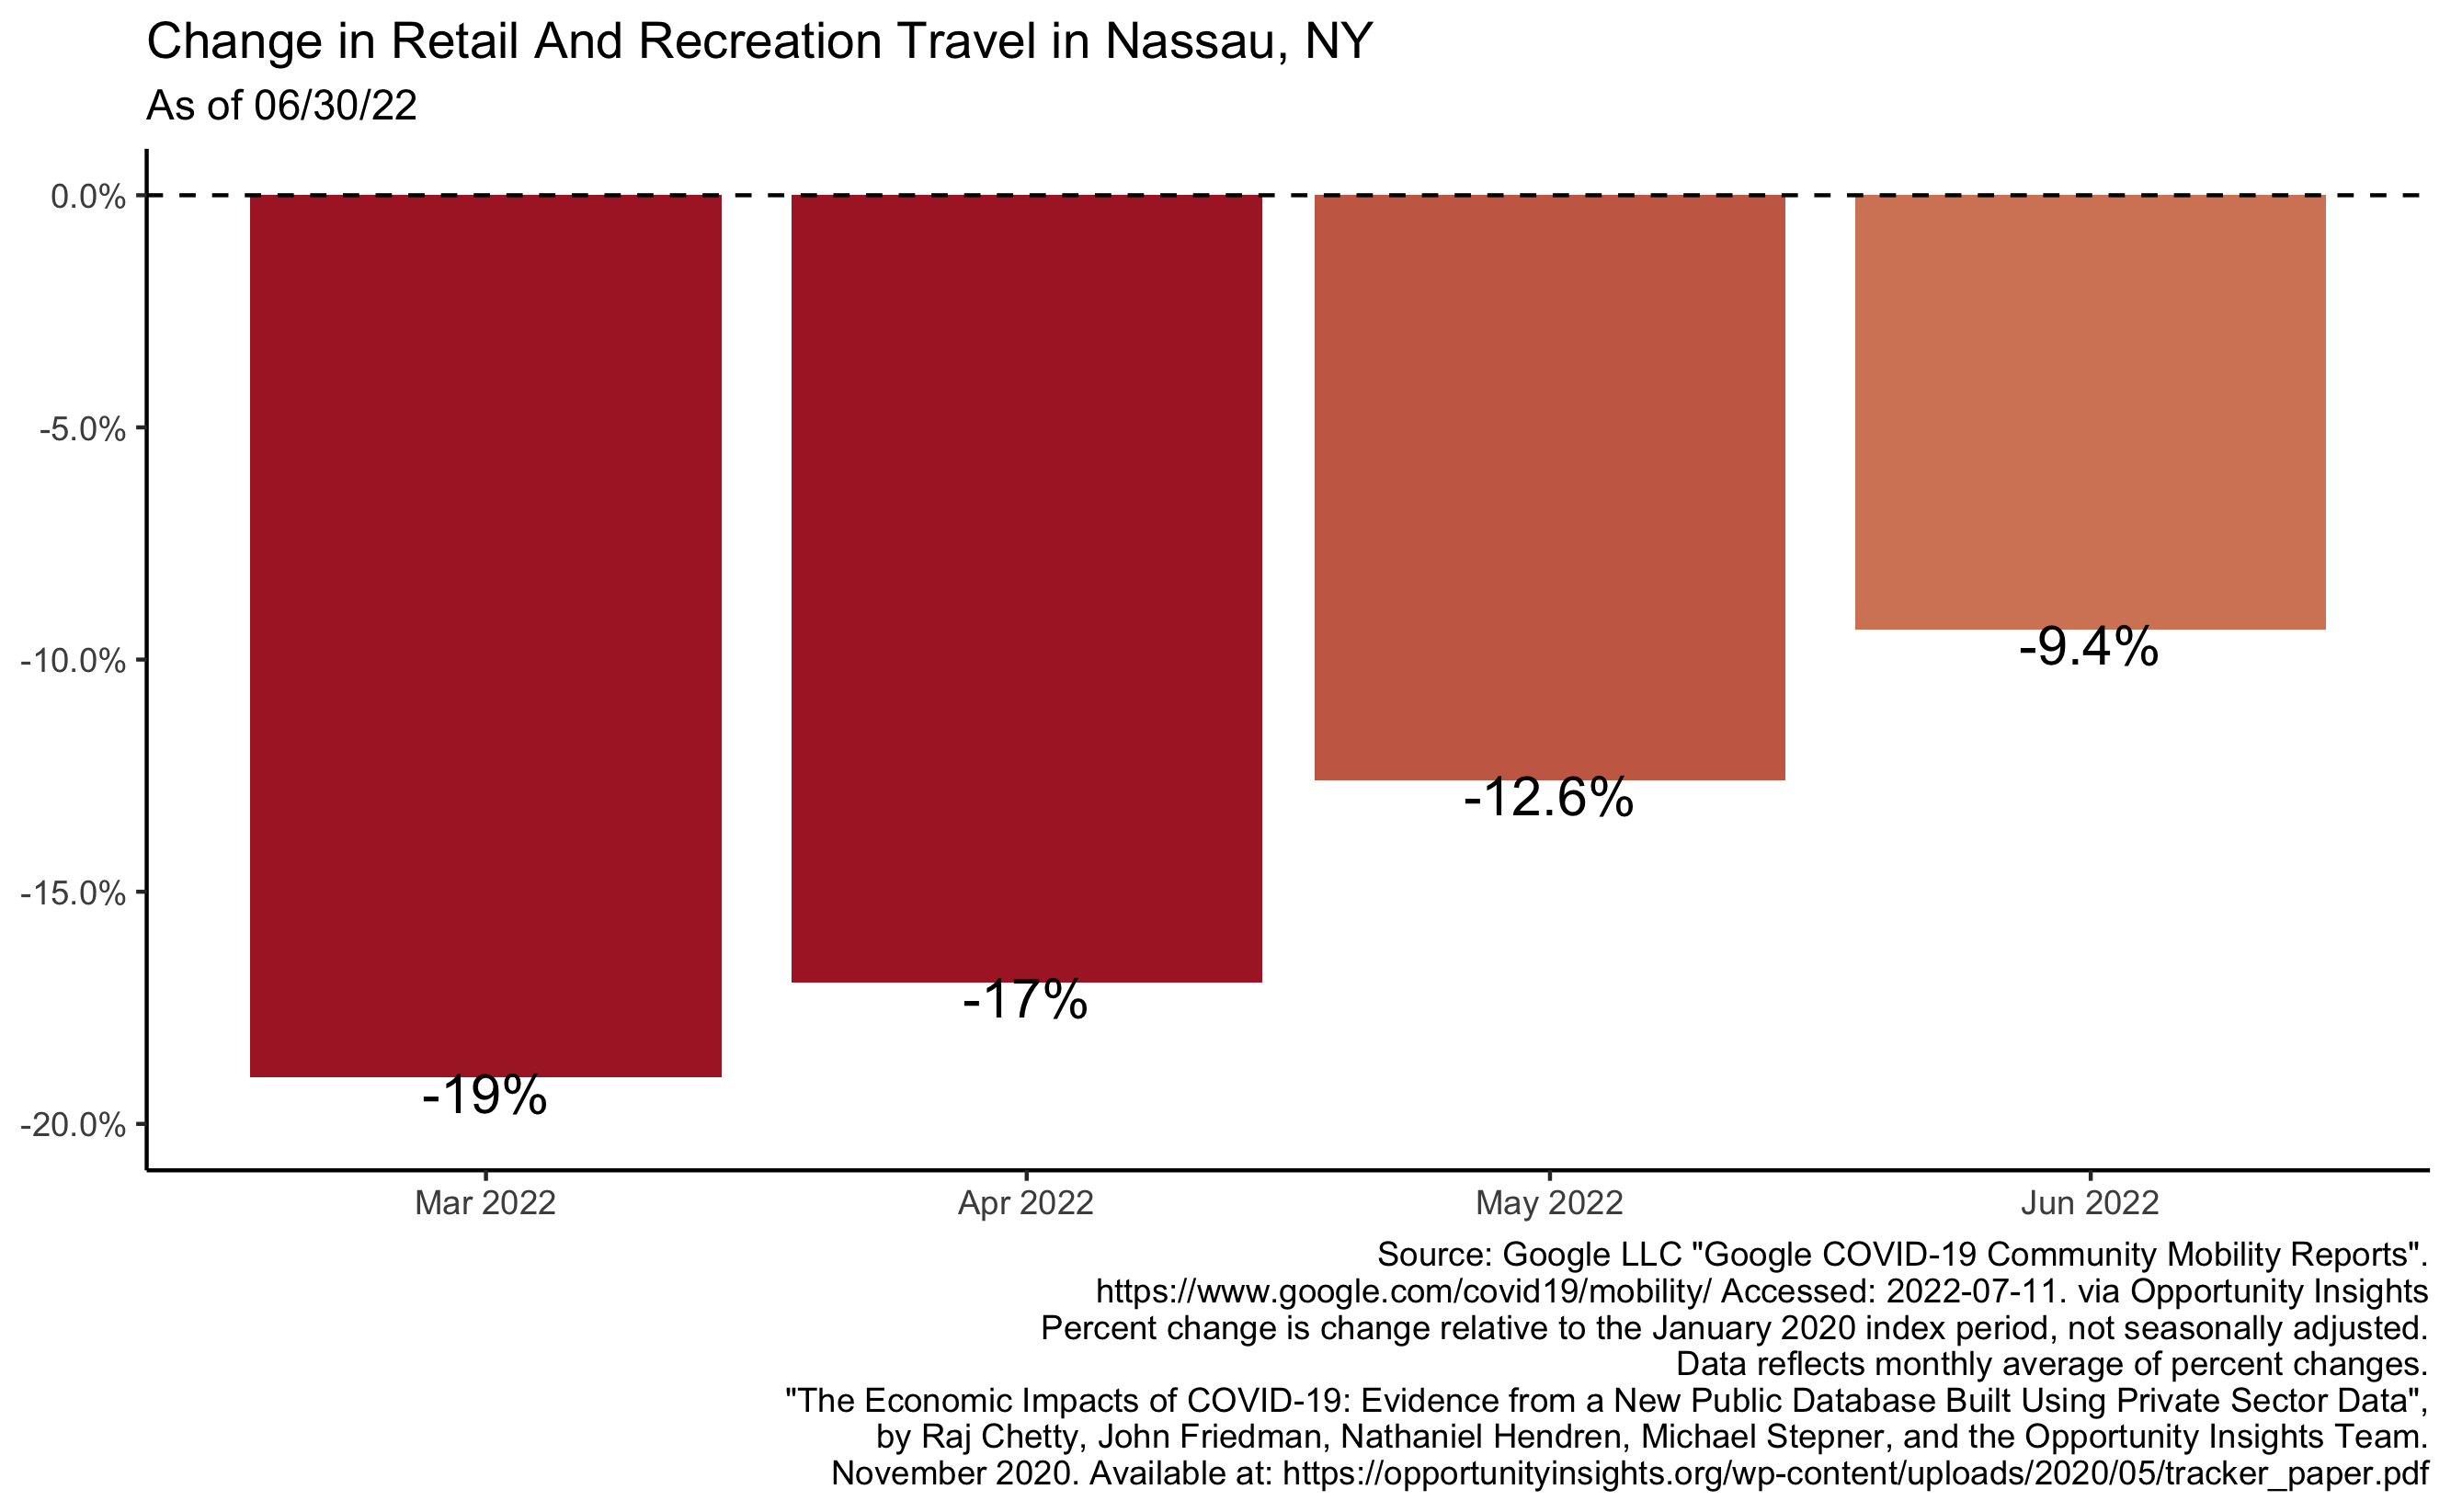 Change in Retail And Recreation Travel in Nassau, NY
As of 06/30/22
0.0%
-5.0%
-10.0%
-15.0%
-20.0%
-19%
-17%
-12.6%
-9.4%
Mar 2022
Apr 2022
May 2022
Jun 2022
Source: Google LLC "Google COVID-19 Community Mobility Reports".
https://www.google.com/covid19/mobility/ Accessed: 2022-07-11. via Opportunity Insights
Percent change is change relative to the January 2020 index period, not seasonally adjusted.
Data reflects monthly average of percent changes.
"The Economic Impacts of COVID-19: Evidence from a New Public Database Built Using Private Sector Data",
by Raj Chetty, John Friedman, Nathaniel Hendren, Michael Stepner, and the Opportunity Insights Team.
November 2020. Available at: https://opportunityinsights.org/wp-content/uploads/2020/05/tracker_paper.pdf